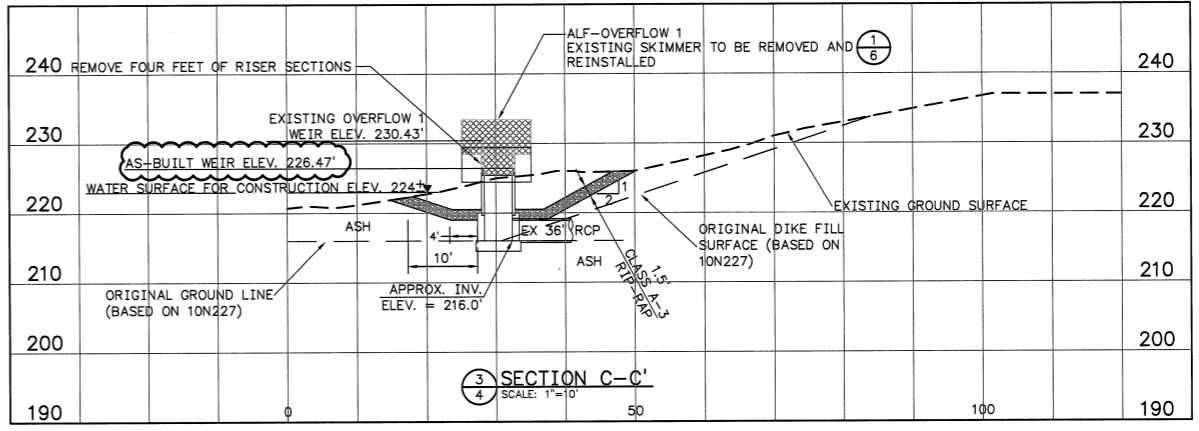 ALF-OVERFLOW 1
EXISTING SKIMMER TO BE REMOVED AND
REINSTALLED
1
6
240
REMOVE FOUR FEET OF RISER SECTIONS
240
EXISTING OVERFLOW 1
WEIR ELEV. 230.43'
230
230
AS-BUILT WEIR ELEV. 226.47'
WATER SURFACE FOR CONSTRUCTION ELEV. 224±
1
2
220
220
EXISTING GROUND SURFACE
ASH
4'
EX 36" RCP
ORIGINAL DIKE FILL
SURFACE (BASED ON
10N227)
10'
ASH
1.5'
CLASS A-3
RIP-RAP
210
210
ORIGINAL GROUND LINE
(BASED ON 10N227)
APPROX. INV.
ELEV. = 216.0'
200
200
3
4
SECTION C-C'
SCALE: 1"=10'
190
0
50
100
190